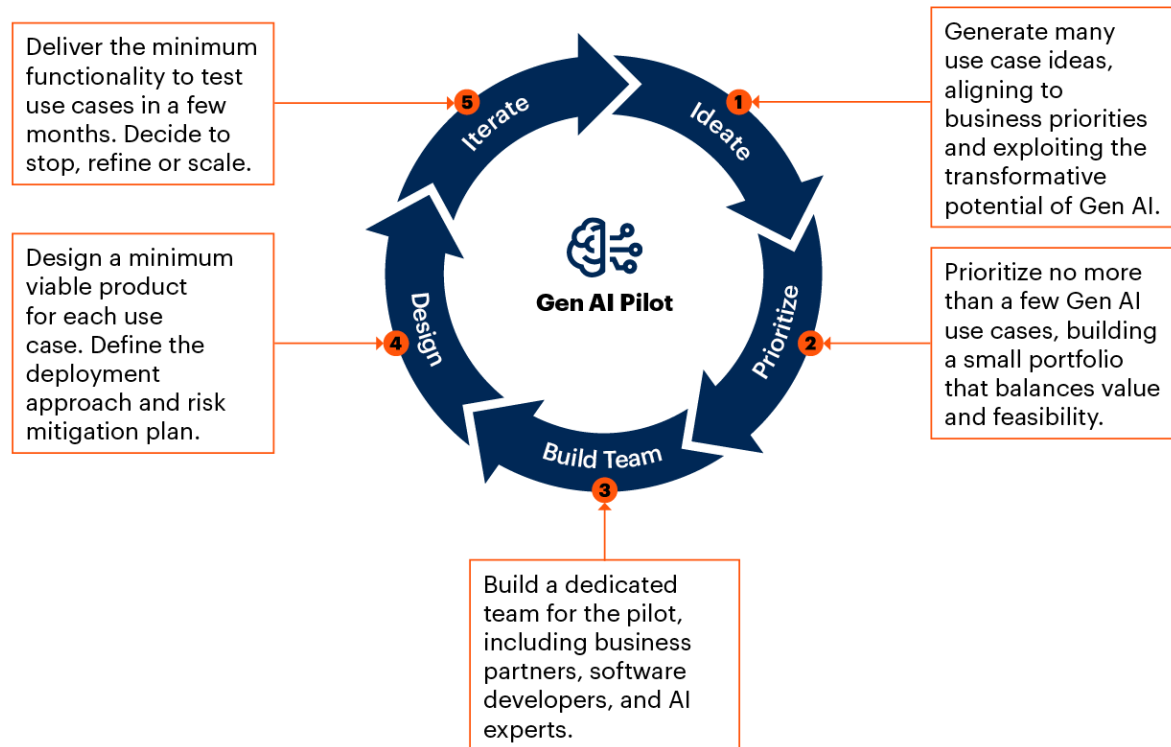 Generate many
use case ideas,
aligning to
business priorities
and exploiting the
transformative
potential of Gen AI.
1
Ideate
Prioritize no more
than a few Gen AI
use cases, building
a small portfolio
that balances value
and feasibility.
2
Prioritize
Build a dedicated
team for the pilot,
including business
partners, software
developers, and AI
experts.
3
Build Team
Design a minimum
viable product
for each use
case. Define the
deployment
approach and risk
mitigation plan.
4
Design
Deliver the minimum
functionality to test
use cases in a few
months. Decide to
stop, refine or scale.
5
Iterate
Gen AI Pilot